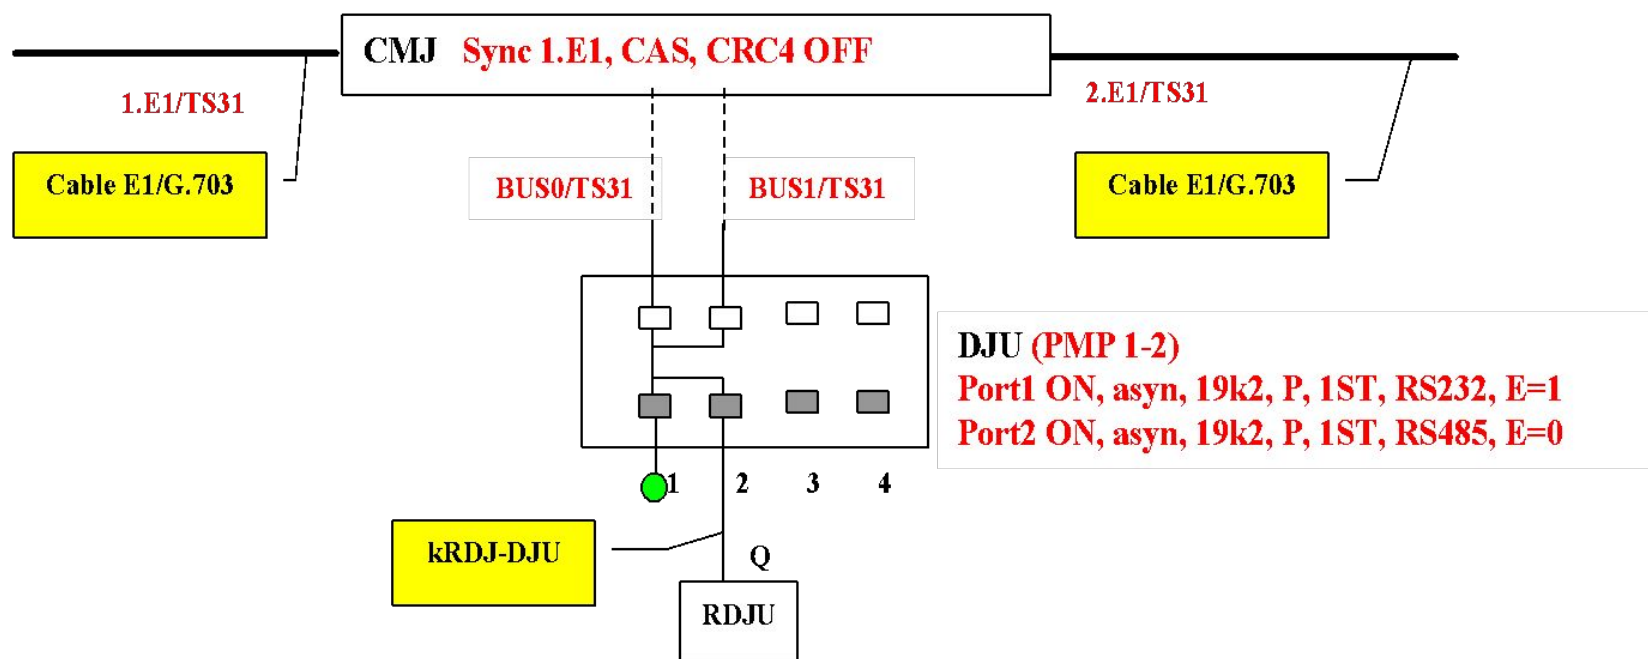 CMJ Sync 1.E1, CAS, CRC4 OFF
1.E1/TS31
2.E1/TS31
Cable E1/G.703
BUS0/TS31
BUS1/TS31
Cable E1/G.703
DJU (PMP 1-2)
Port1 ON, asyn, 19k2, P, 1ST, RS232, E=1
Port2 ON, asyn, 19k2, P, 1ST, RS485, E=0
1 2 3 4
kRDJ-DJU
Q
RDJU